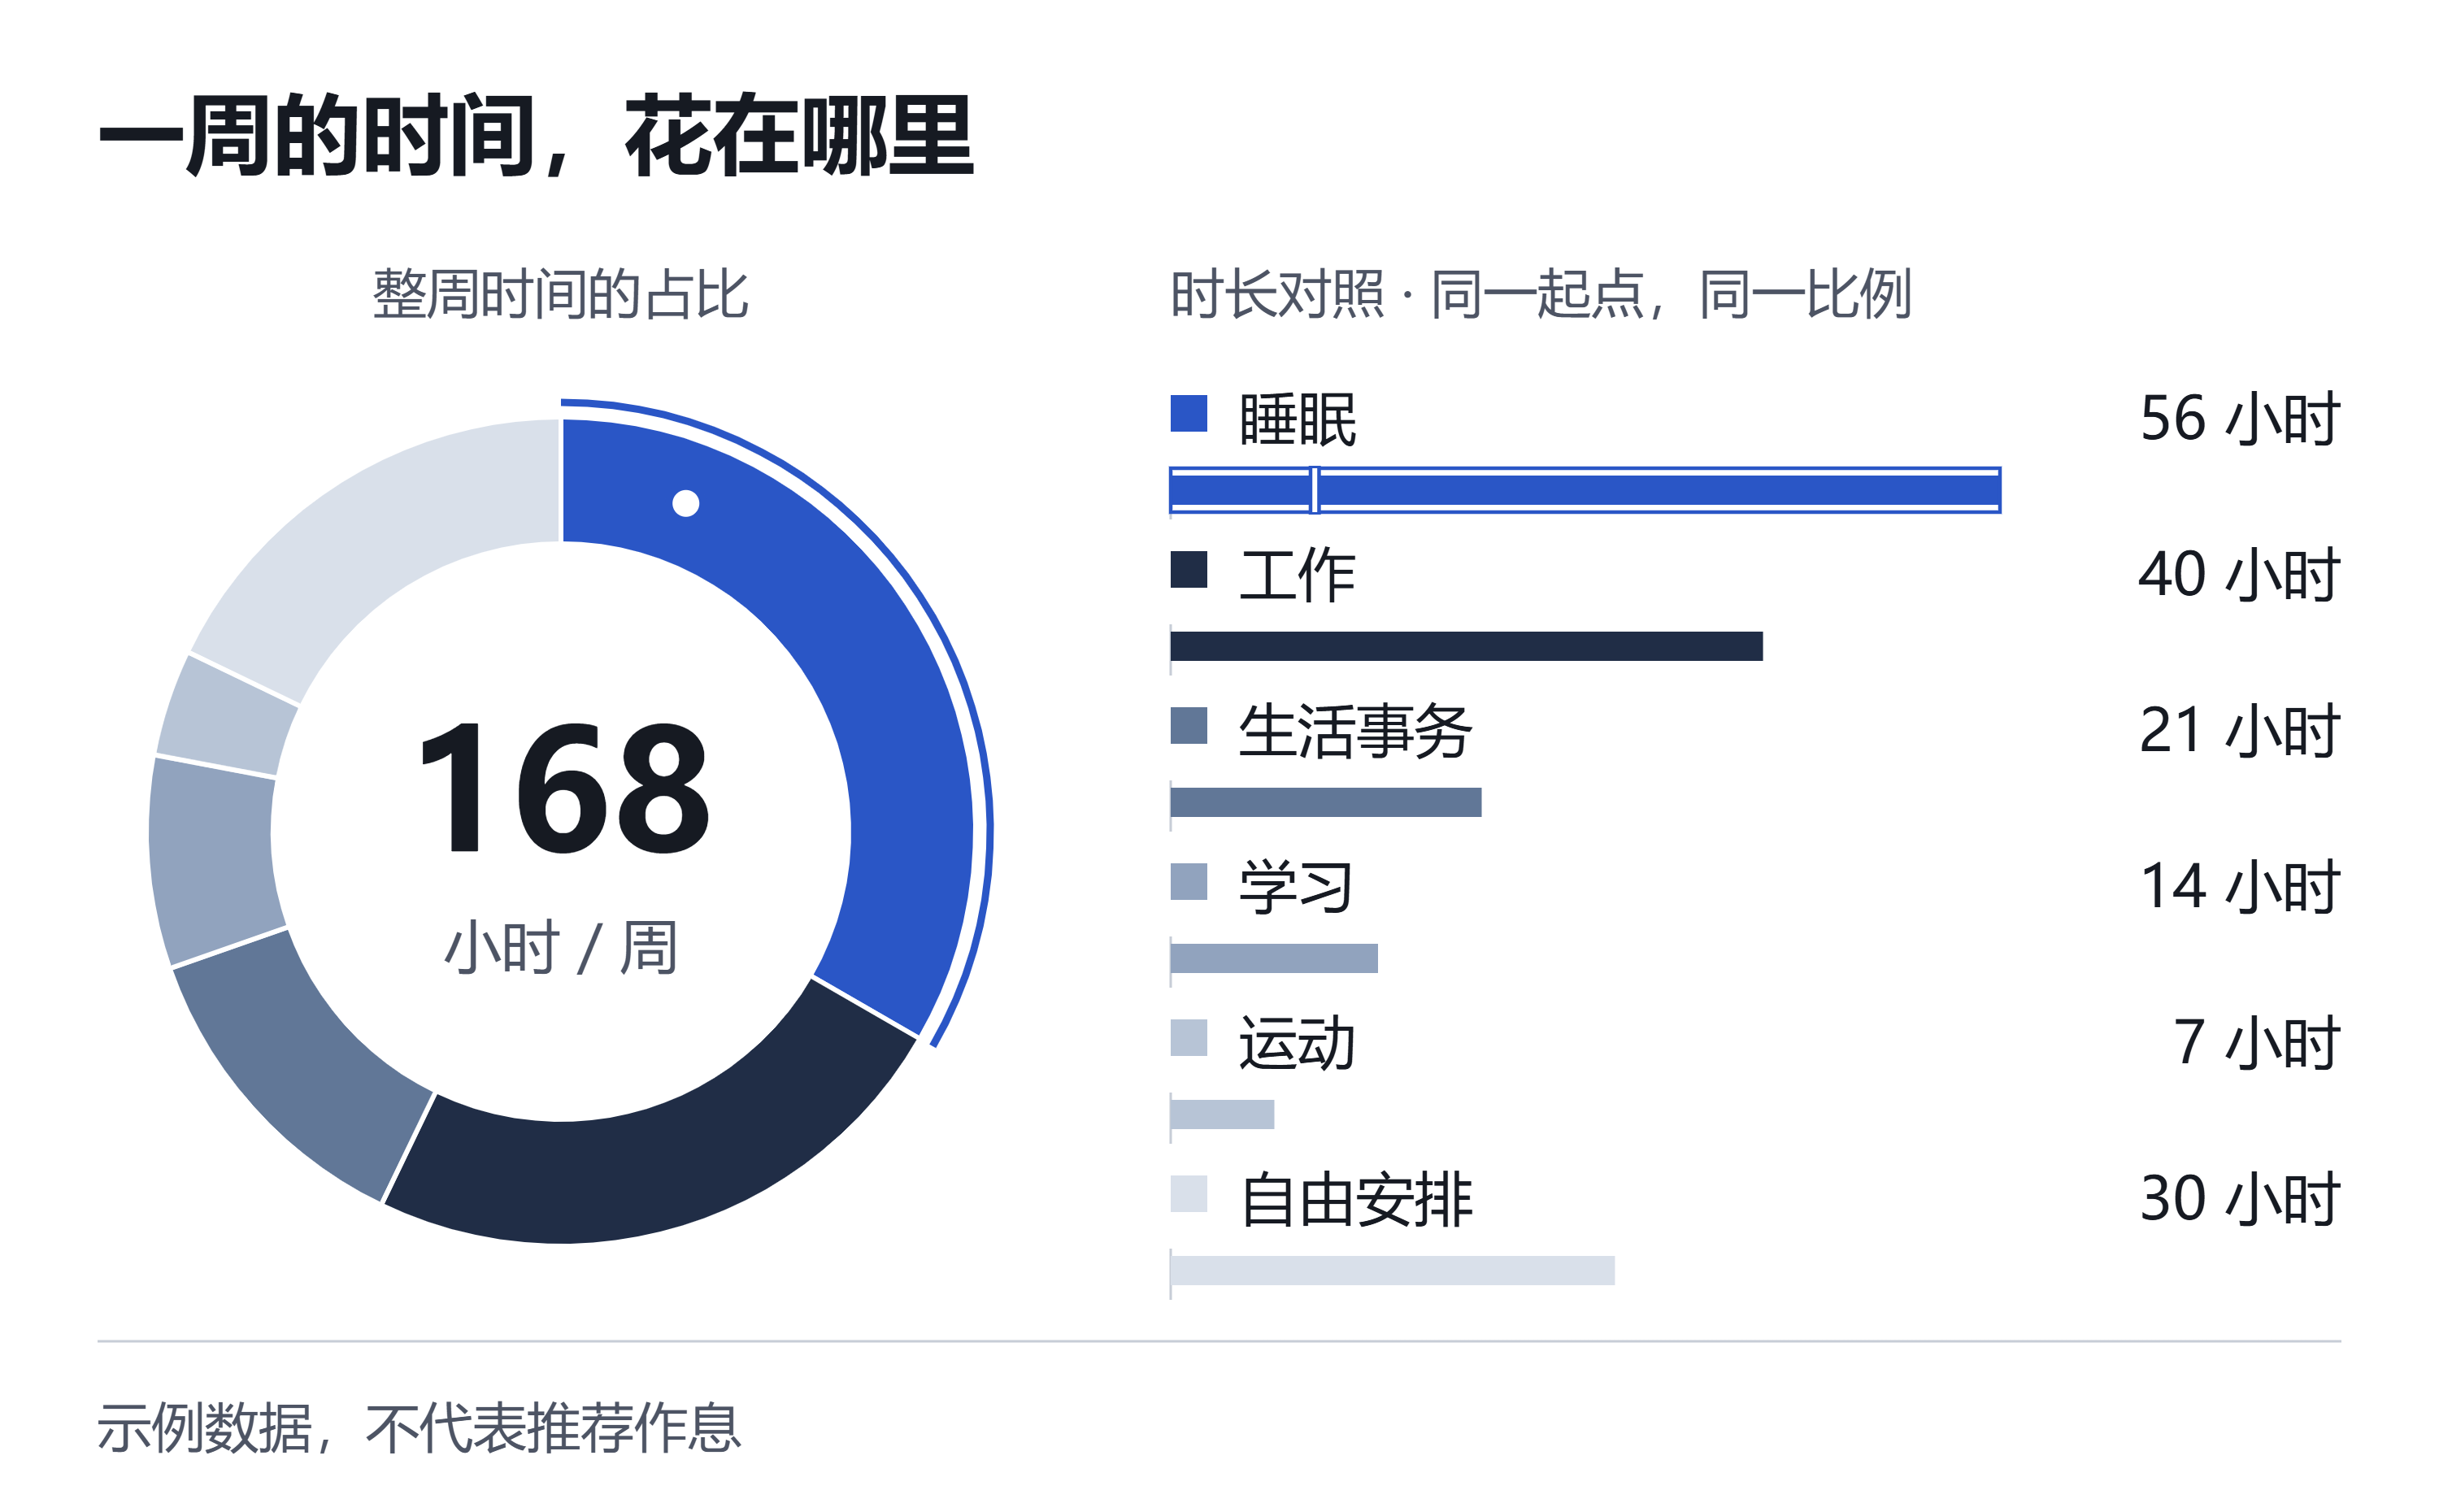 一周的时间，花在哪里
整周时间的占比
168
小时 / 周
时长对照 · 同一起点，同一比例
睡眠 56 小时
工作 40 小时
生活事务 21 小时
学习 14 小时
运动 7 小时
自由安排 30 小时
示例数据，不代表推荐作息